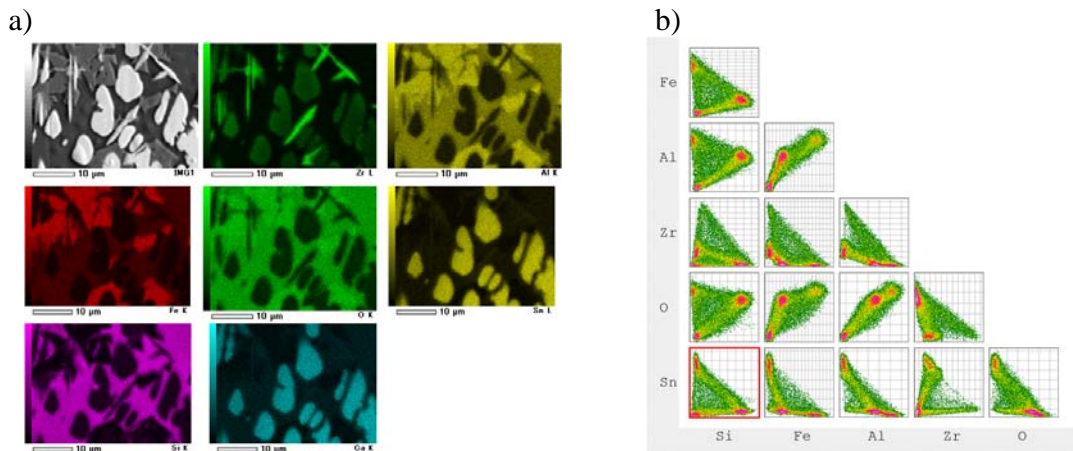 a)
b)
10 µm
IMG1
10 µm
Zr L
10 µm
Al K
10 µm
Fe K
10 µm
O K
10 µm
Sn L
10 µm
Si K
10 µm
Ca K
Fe
Al
Zr
O
Sn
Si
Fe
Al
Zr
O